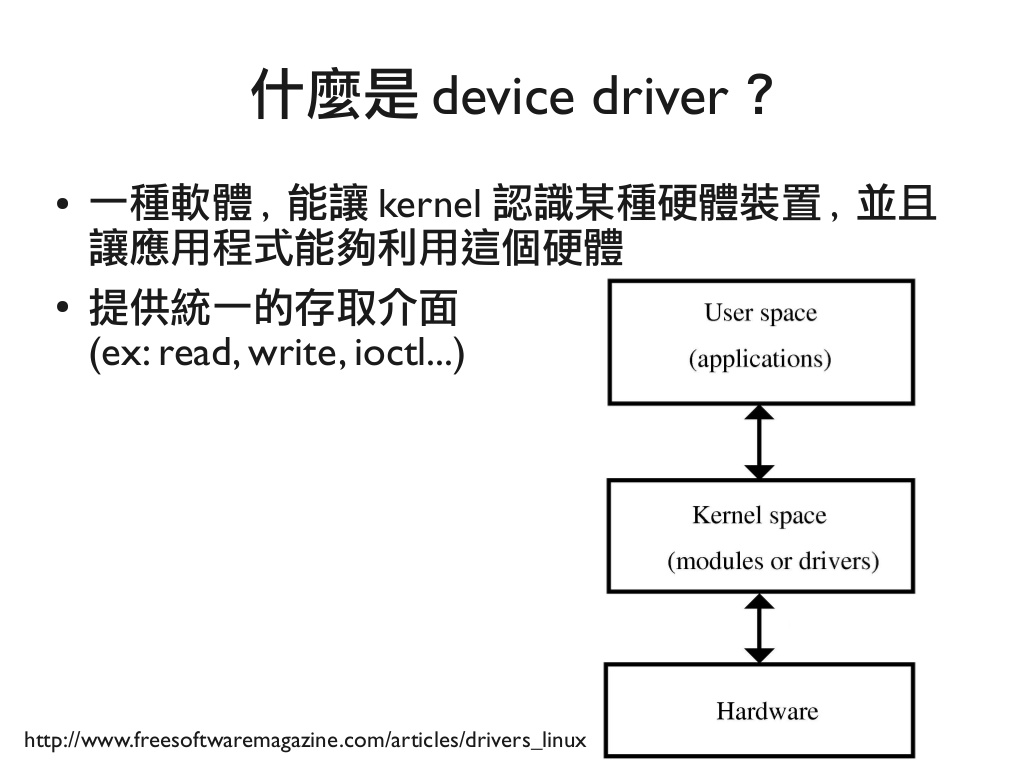 什麼是 device driver？
• 一種軟體, 能讓 kernel 認識某種硬體裝置, 並且
讓應用程式能夠利用這個硬體
• 提供統一的存取介面
(ex: read, write, ioctl...)
User space
(applications)
Kernel space
(modules or drivers)
Hardware
http://www.freesoftwaremagazine.com/articles/drivers_linux